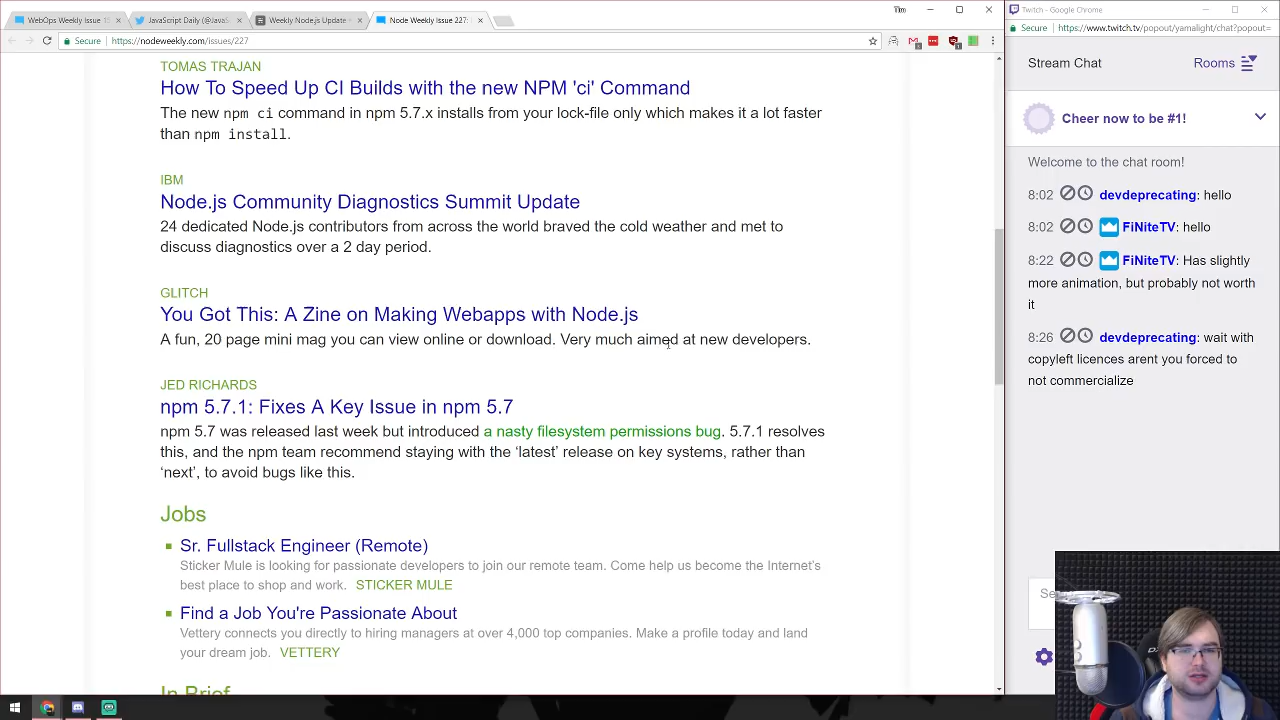 WebOps Weekly Issue 15
JavaScript Daily (@JavaS
Weekly Node.js Update
Node Weekly Issue 227:
Tim
Secure
https://nodeweekly.com/issues/227
TOMAS TRAJAN
How To Speed Up CI Builds with the new NPM 'ci' Command
The new npm ci command in npm 5.7.x installs from your lock-file only which makes it a lot faster
than npm install.
IBM
Node.js Community Diagnostics Summit Update
24 dedicated Node.js contributors from across the world braved the cold weather and met to
discuss diagnostics over a 2 day period.
GLITCH
You Got This: A Zine on Making Webapps with Node.js
A fun, 20 page mini mag you can view online or download. Very much aimed at new developers.
JED RICHARDS
npm 5.7.1: Fixes A Key Issue in npm 5.7
npm 5.7 was released last week but introduced a nasty filesystem permissions bug. 5.7.1 resolves
this, and the npm team recommend staying with the ‘latest’ release on key systems, rather than
‘next’, to avoid bugs like this.
Jobs
Sr. Fullstack Engineer (Remote)
Sticker Mule is looking for passionate developers to join our remote team. Come help us become the Internet’s
best place to shop and work. STICKER MULE
Find a Job You're Passionate About
Vettery connects you directly to hiring managers at over 4,000 top companies. Make a profile today and land
your dream job. VETTERY
In Brief
Twitch - Google Chrome
Secure
https://www.twitch.tv/popout/yamalight/chat?popout=
Stream Chat
Rooms
Cheer now to be #1!
Welcome to the chat room!
8:02 devdeprecating: hello
8:02 FiNiteTV: hello
8:22 FiNiteTV: Has slightly
more animation, but probably not worth
it
8:26 devdeprecating: wait with
copyleft licences arent you forced to
not commercialize